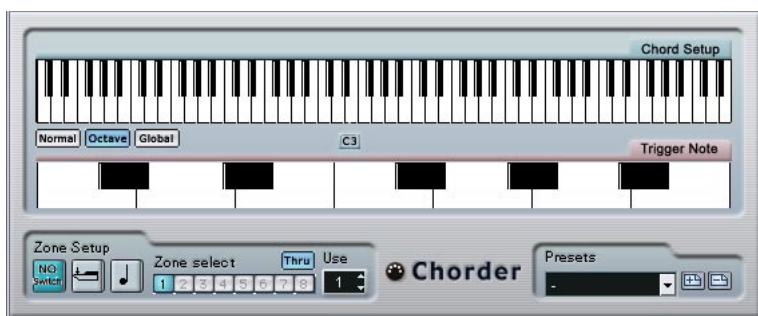 Chord Setup
Normal Octave Global
C3
Trigger Note
Zone Setup
NO Switch
Zone select
Thru
Use
1 2 3 4 5 6 7 8
1
Chorder
Presets
-